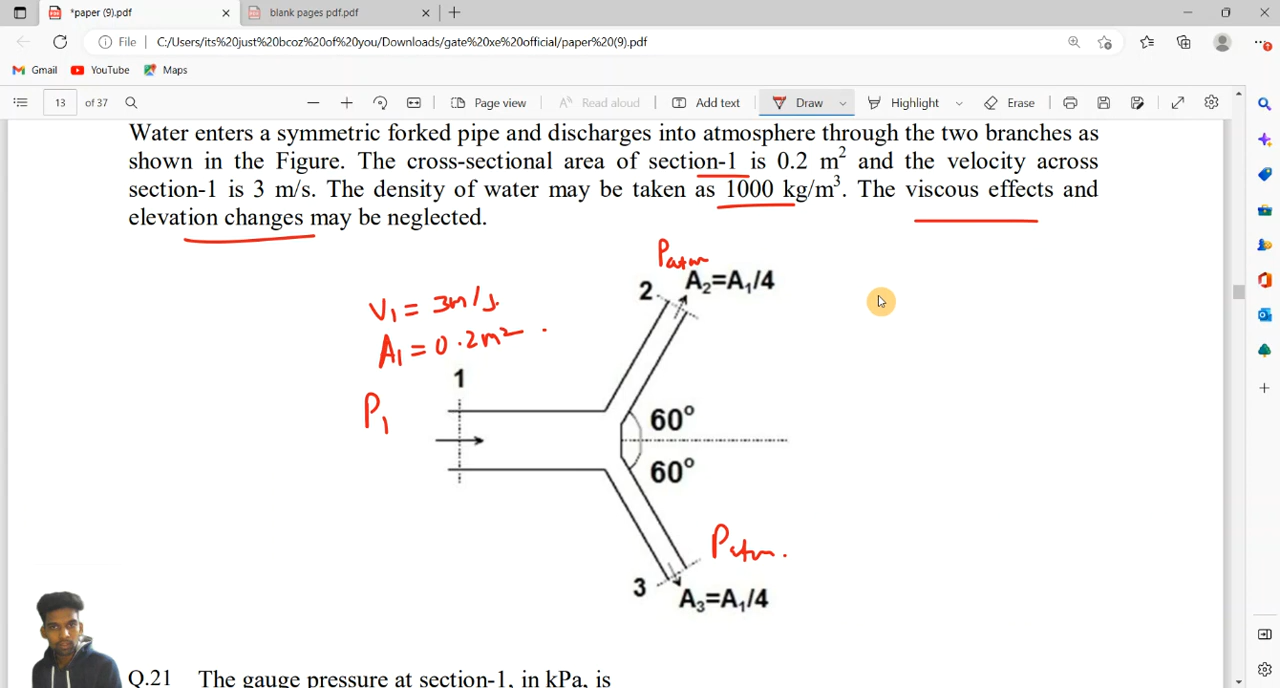 *paper (9).pdf
blank pages pdf.pdf
File
C:/Users/its%20just%20bcoz%20of%20you/Downloads/gate%20xe%20official/paper%20(9).pdf
Gmail YouTube Maps
13 of 37
Page view
Read aloud
Add text
Draw
Highlight
Erase
Water enters a symmetric forked pipe and discharges into atmosphere through the two branches as
shown in the Figure. The cross-sectional area of section-1 is 0.2 m² and the velocity across
section-1 is 3 m/s. The density of water may be taken as 1000 kg/m³. The viscous effects and
elevation changes may be neglected.
Patm
2
A₂=A₁/4
V₁ = 3m/s.
A₁ = 0.2m²
1
P₁
60°
60°
Patm.
3
A₃=A₁/4
Q.21 The gauge pressure at section-1, in kPa, is